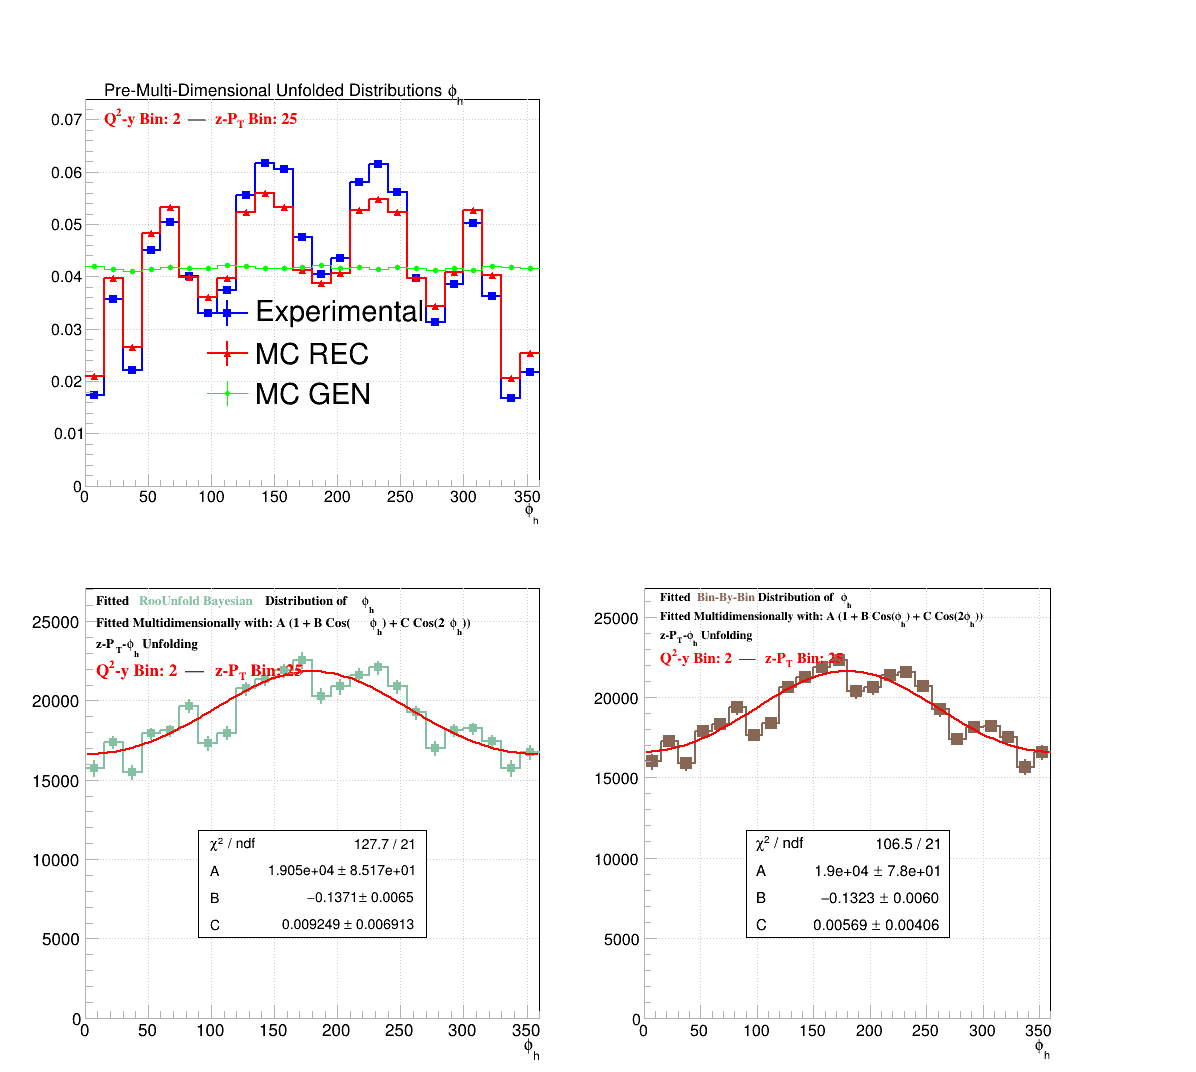 Pre-Multi-Dimensional Unfolded Distributions ϕh
Q2-y Bin: 2 — z-PT Bin: 25
0.07
0.06
0.05
0.04
0.03
0.02
0.01
0
Experimental
MC REC
MC GEN
0 50 100 150 200 250 300 350
ϕh
Fitted RooUnfold Bayesian Distribution of ϕh
Fitted Multidimensionally with: A (1 + B Cos( ϕh) + C Cos(2 ϕh))
z-PT-ϕh Unfolding
Q2-y Bin: 2 — z-PT Bin: 25
25000
20000
15000
10000
5000
0
χ2 / ndf 127.7 / 21
A 1.905e+04 ± 8.517e+01
B −0.1371± 0.0065
C 0.009249 ± 0.006913
0 50 100 150 200 250 300 350
ϕh
Fitted Bin-By-Bin Distribution of ϕh
Fitted Multidimensionally with: A (1 + B Cos(ϕh) + C Cos(2ϕh))
z-PT-ϕh Unfolding
Q2-y Bin: 2 — z-PT Bin: 25
25000
20000
15000
10000
5000
0
χ2 / ndf 106.5 / 21
A 1.9e+04 ± 7.8e+01
B −0.1323 ± 0.0060
C 0.00569 ± 0.00406
0 50 100 150 200 250 300 350
ϕh